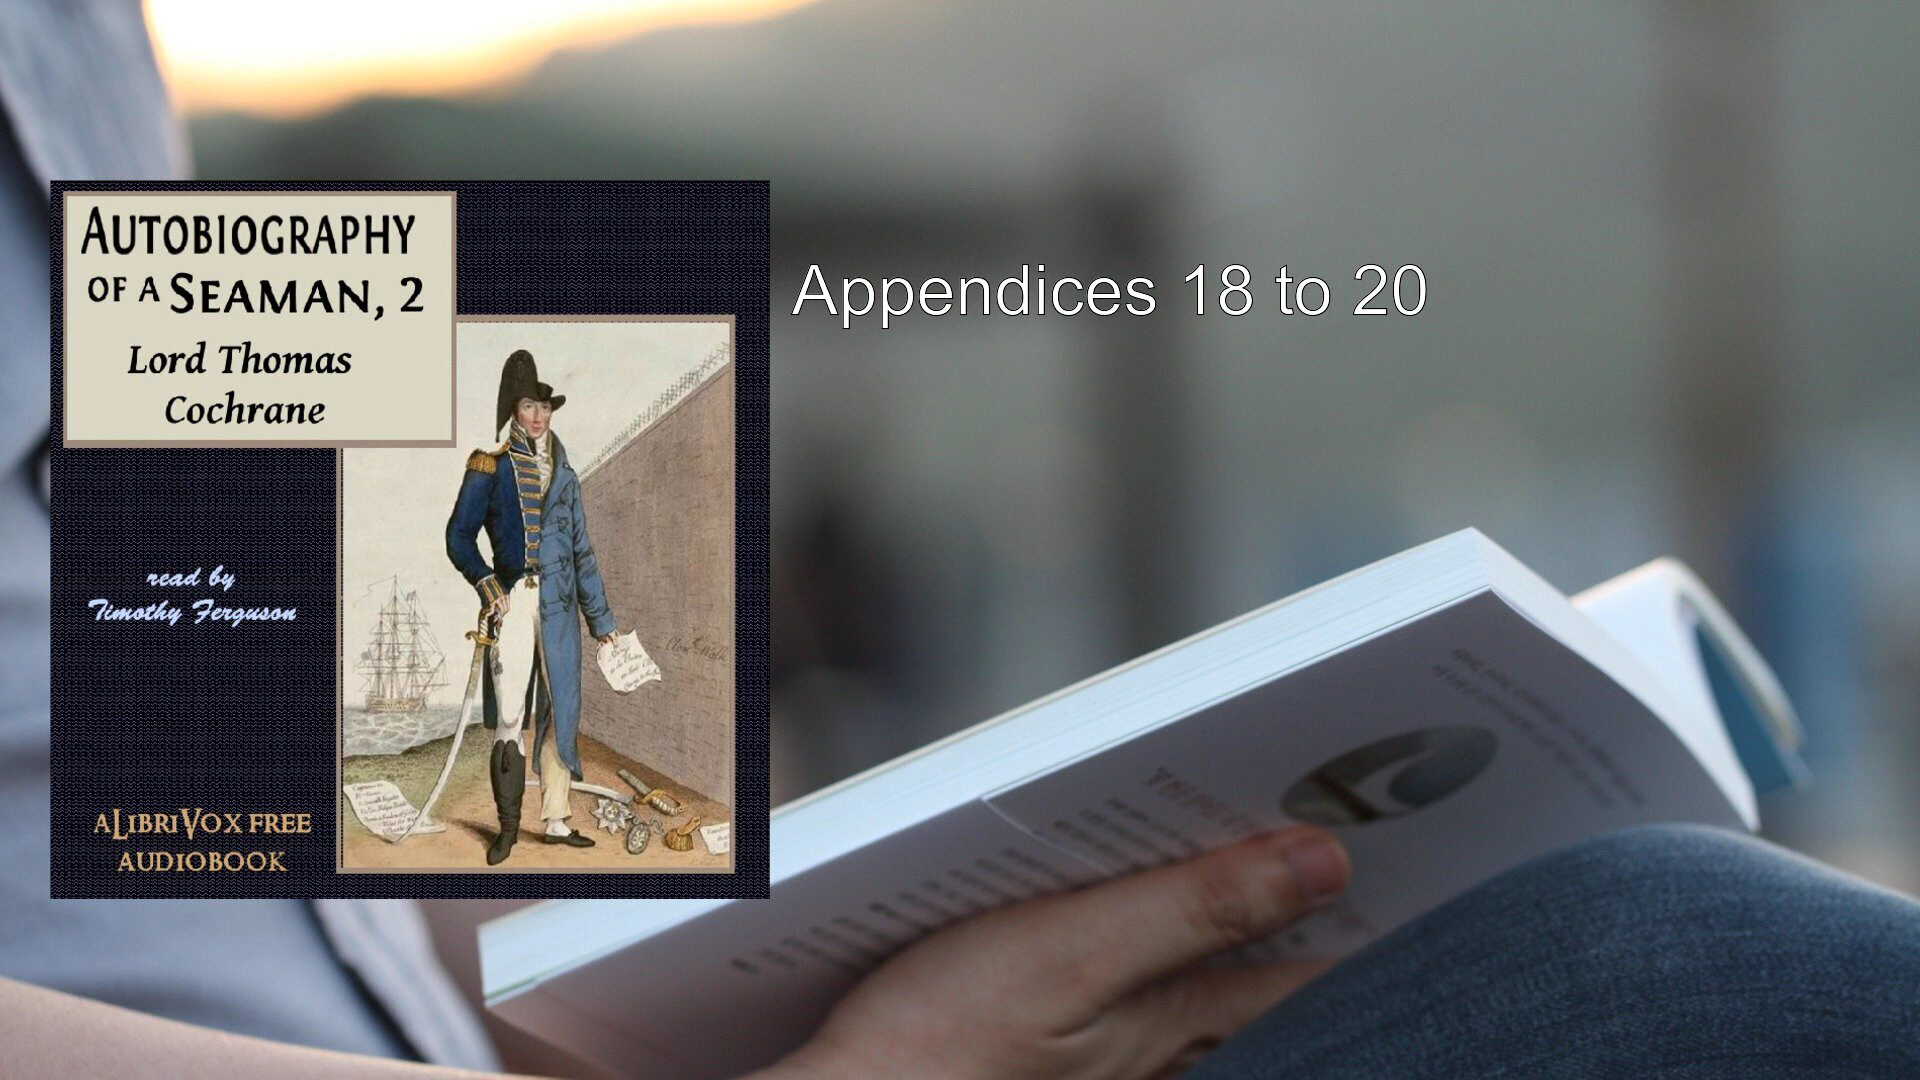 AUTOBIOGRAPHY
OF A SEAMAN, 2
Lord Thomas
Cochrane
read by
Timothy Ferguson
A LIBRIVOX FREE
AUDIOBOOK
Appendices 18 to 20